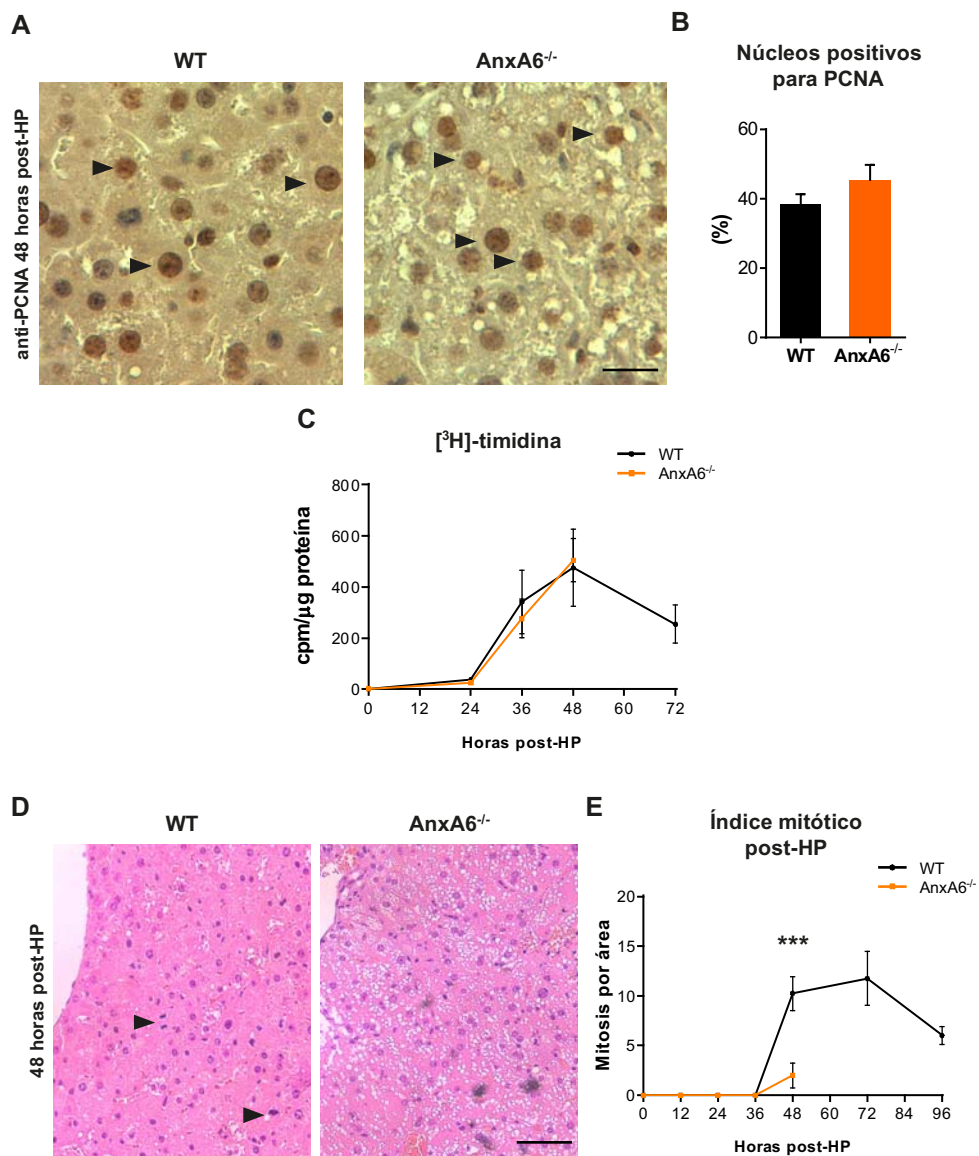 A
WT
AnxA6-/-
anti-PCNA 48 horas post-HP
B
Núcleos positivos
para PCNA
(%)
60
40
20
0
WT
AnxA6-/-
C
[³H]-timidina
WT
AnxA6-/-
cpm/µg proteína
800
600
400
200
0
0 12 24 36 48 60 72
Horas post-HP
D
WT
AnxA6-/-
48 horas post-HP
E
Índice mitótico
post-HP
WT
AnxA6-/-
Mitosis por área
20
15
10
5
0
***
0 12 24 36 48 60 72 84 96
Horas post-HP